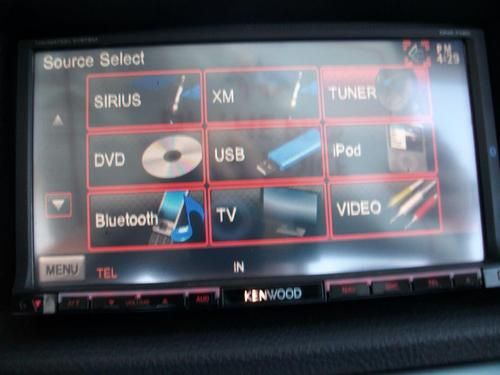 Source Select
PM
4:29
SIRIUS XM TUNER
DVD USB iPod
Bluetooth TV VIDEO
MENU TEL IN
VOLUME AUD KENWOOD